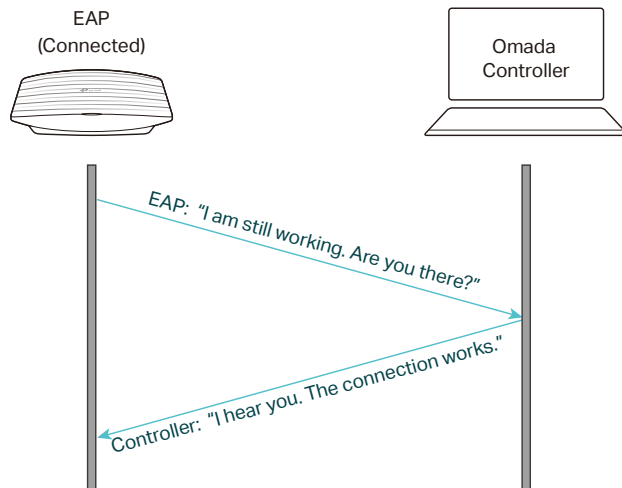 EAP
(Connected)
Omada
Controller
EAP: "I am still working. Are you there?"
Controller: "I hear you. The connection works."